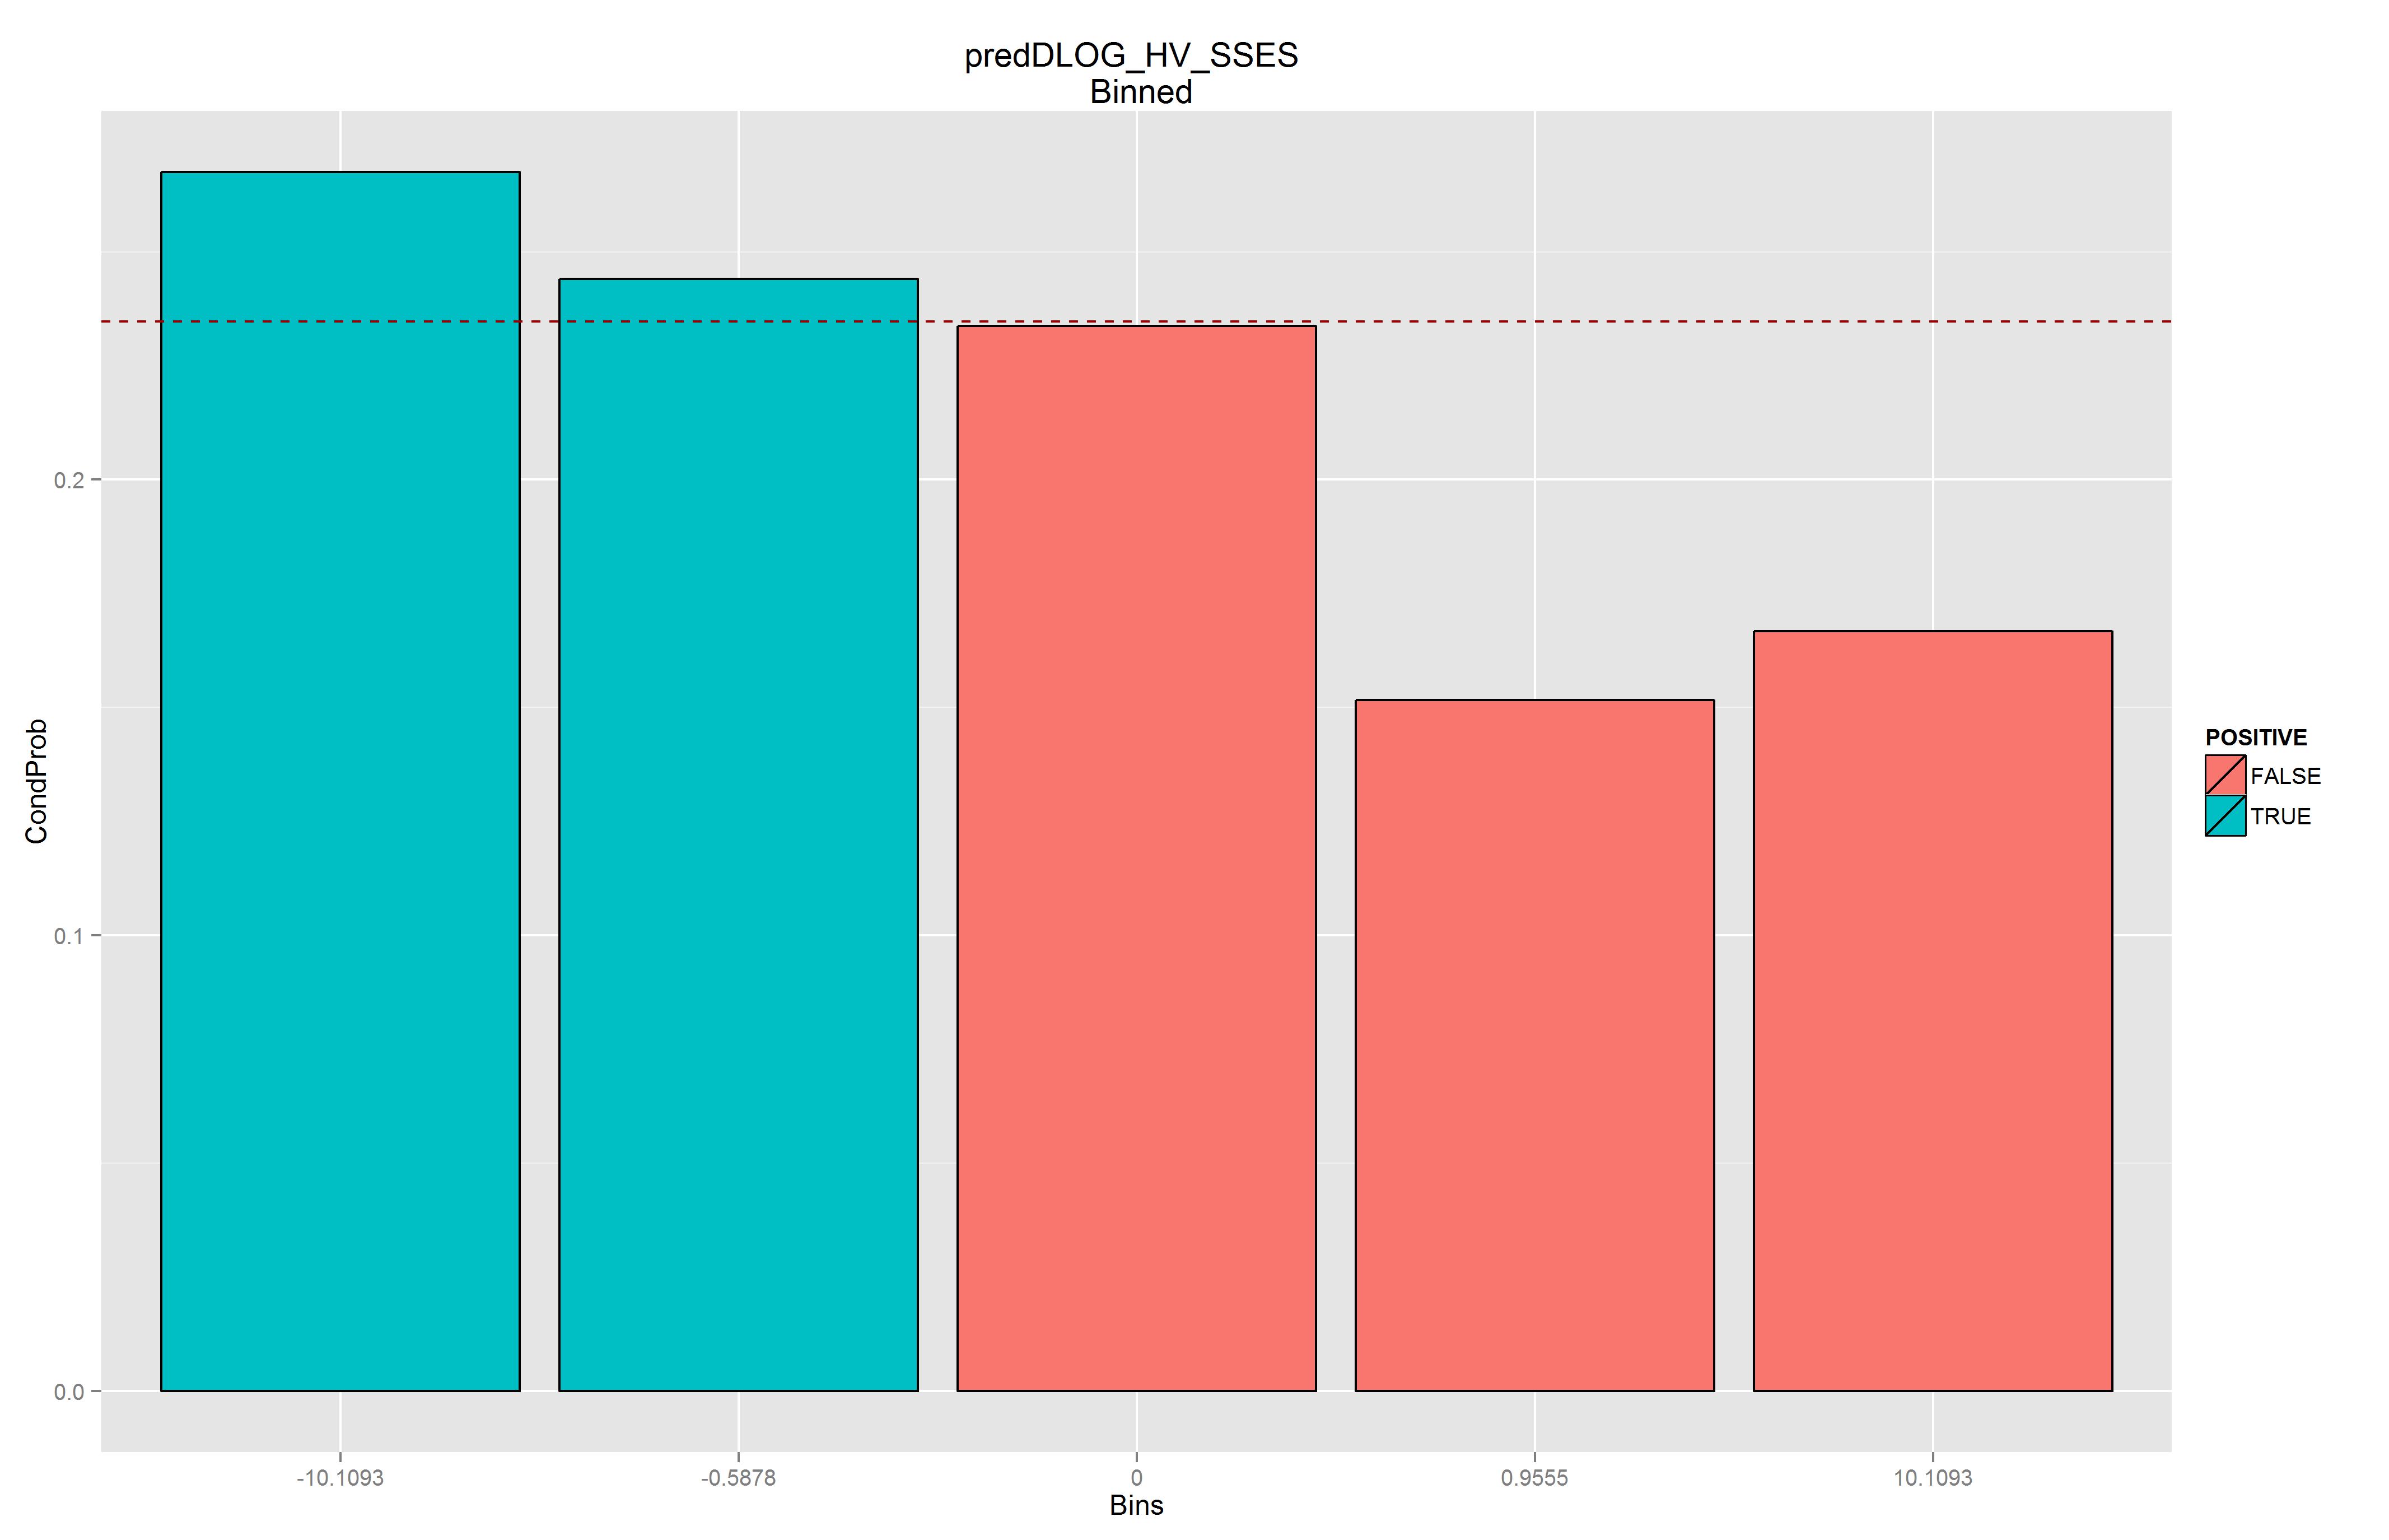 predDLOG_HV_SSES
Binned
CondProb
0.2
0.1
0.0
-10.1093
-0.5878
0
0.9555
10.1093
Bins
POSITIVE
FALSE
TRUE